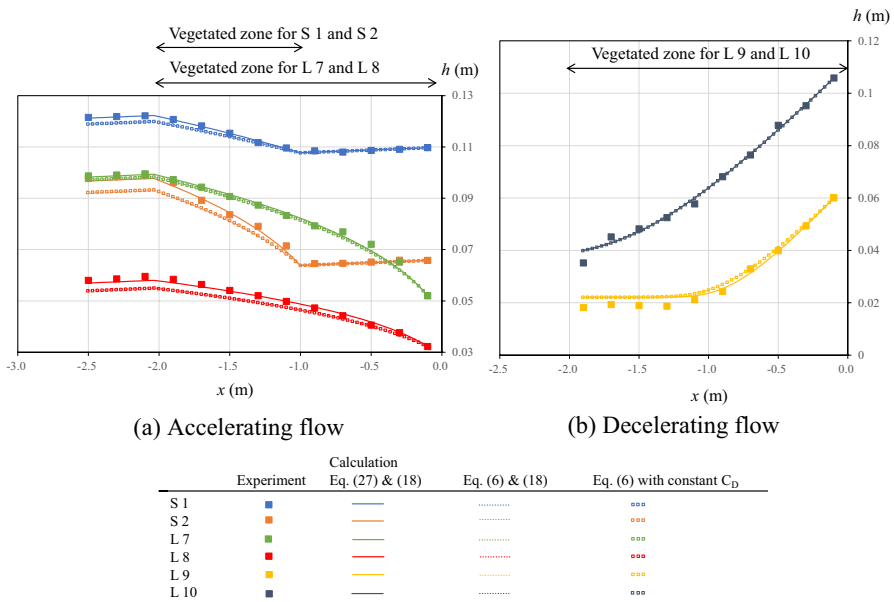 h (m)
0.12
Vegetated zone for S 1 and S 2
Vegetated zone for L 9 and L 10
Vegetated zone for L 7 and L 8
h (m)
0.13
0.1
0.11
0.08
0.09
0.06
0.07
0.04
0.05
0.02
0.03
0
-3.0 -2.5 -2.0 -1.5 -1.0 -0.5 0.0
-2.5 -2.0 -1.5 -1.0 -0.5 0.0
x (m)
x (m)
(a) Accelerating flow
(b) Decelerating flow
Calculation
Experiment Eq. (27) & (18) Eq. (6) & (18) Eq. (6) with constant C_D
S 1
S 2
L 7
L 8
L 9
L 10